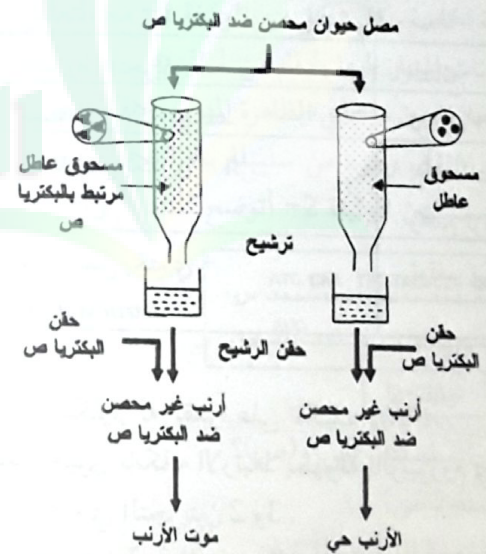 مصل حيوان محصن ضد البكتريا ص
مسحوق عاطل
مرتبط بالبكتريا
ص
مسحوق
عاطل
ترشيح
حقن
البكتريا ص
حقن الرشيح
حقن
البكتريا ص
أرنب غير محصن
ضد البكتريا ص
أرنب غير محصن
ضد البكتريا ص
موت الأرنب
الأرنب حي